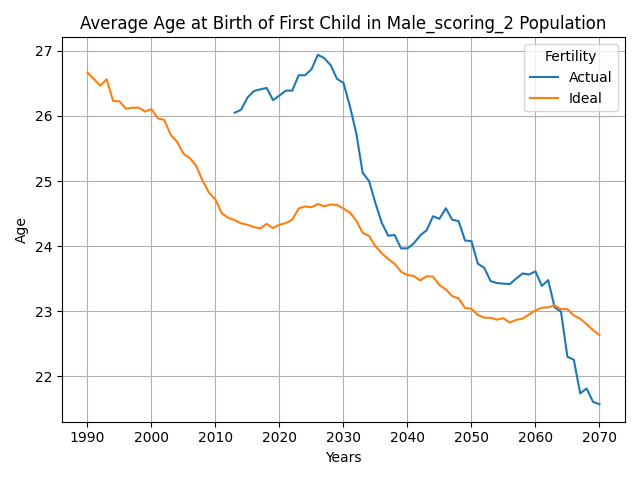 Average Age at Birth of First Child in Male_scoring_2 Population
Fertility
Actual
Ideal
27
26
25
24
23
22
Age
1990 2000 2010 2020 2030 2040 2050 2060 2070
Years